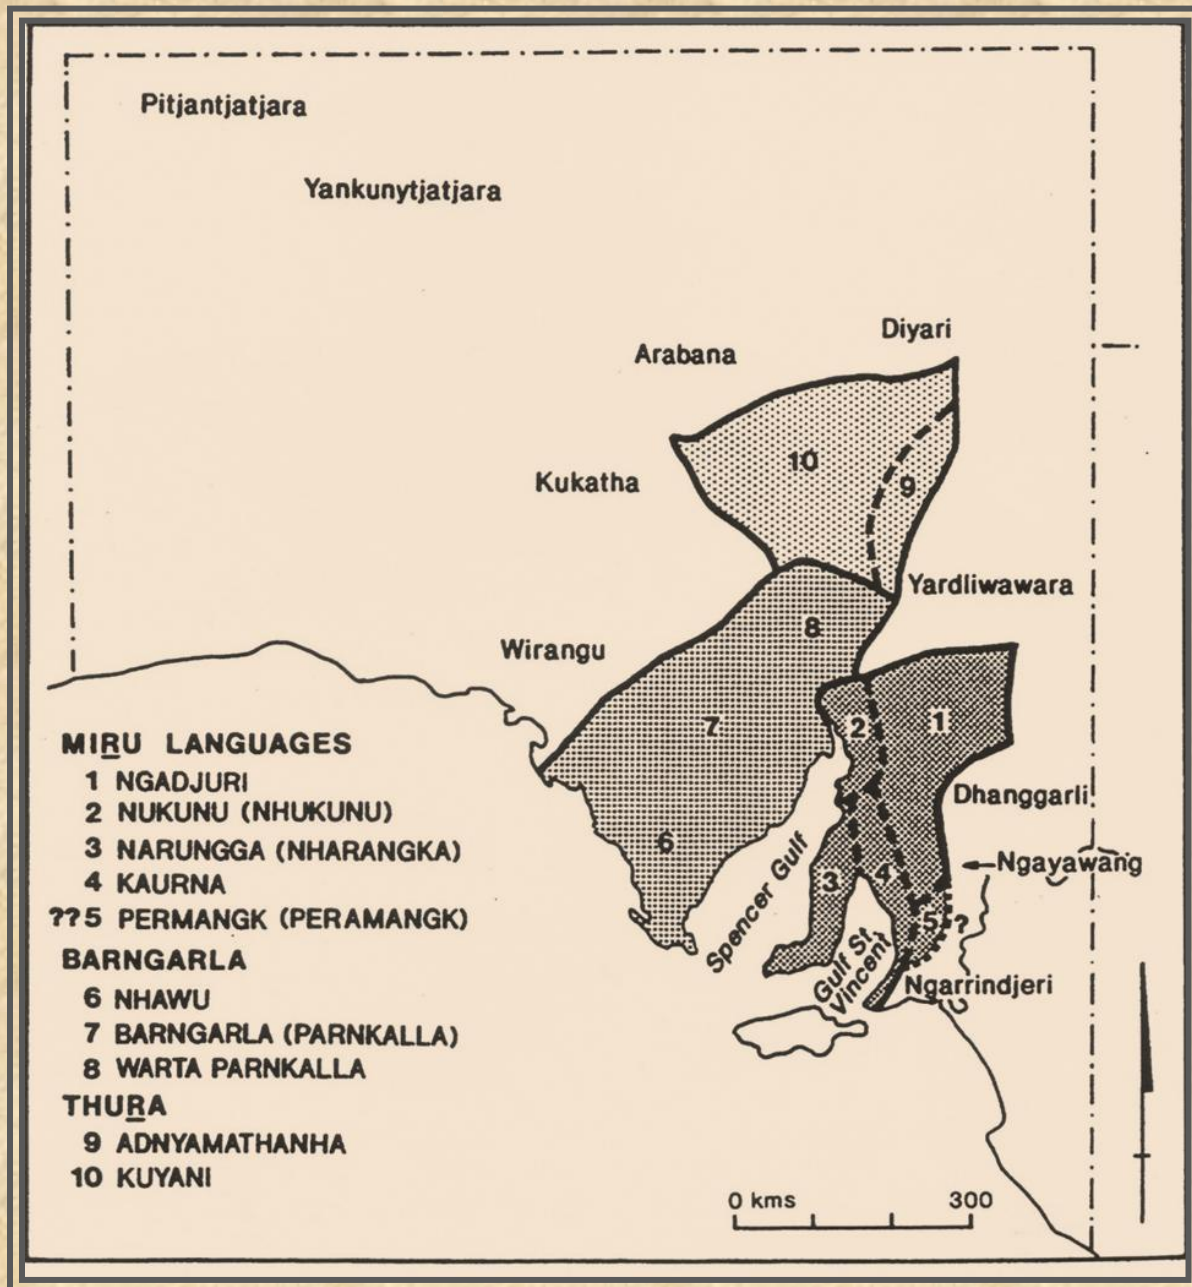 Pitjantjatjara
Yankunytjatjara
Diyari
Arabana
10
Kukatha
9
Yardliwawara
8
Wirangu
2
1
7
MIRU LANGUAGES
1 NGADJURI
2 NUKUNU (NHUKUNU)
3 NARUNGGA (NHARANGKA)
4 KAURNA
??5 PERMANGK (PERAMANGK)
BARNGARLA
6 NHAWU
7 BARNGARLA (PARNKALLA)
8 WARTA PARNKALLA
THURA
9 ADNYAMATHANHA
10 KUYANI
Dhanggarli
6
Spencer Gulf
3
4
Ngayawang
5
?
Gulf St.
Vincent
Ngarrindjeri
0 kms 300